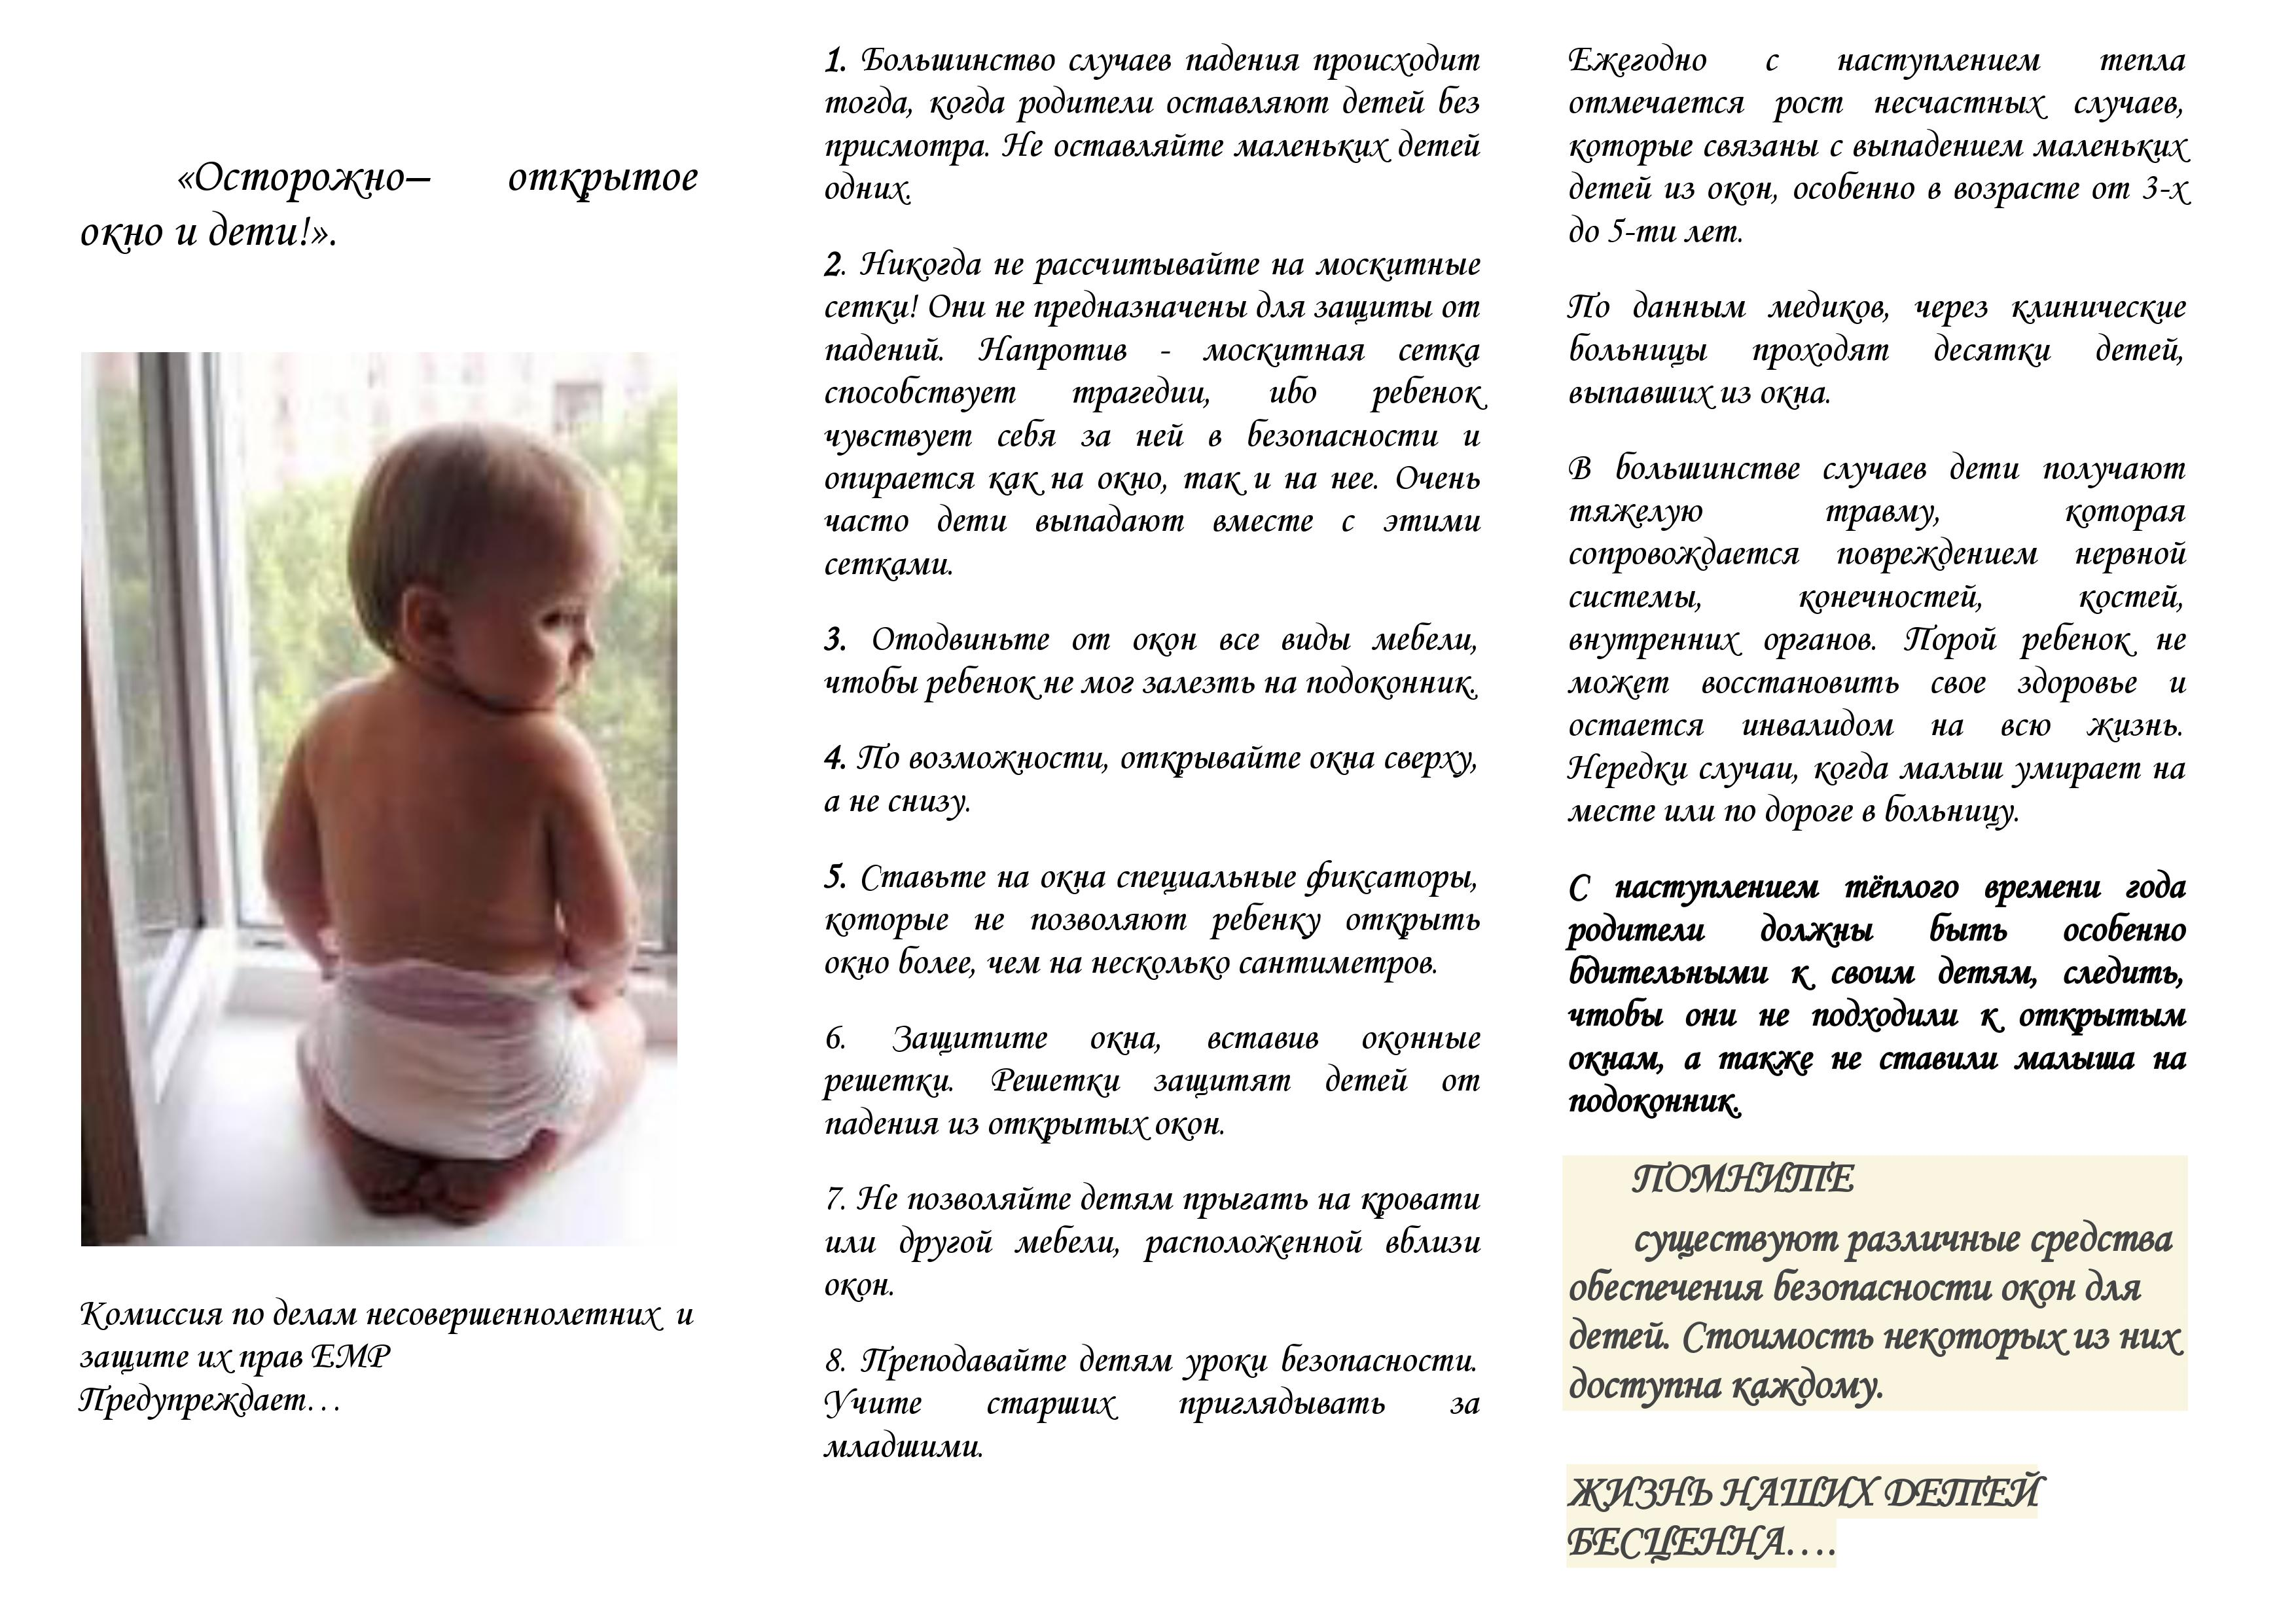 «Осторожно– открытое
окно и дети!».
Комиссия по делам несовершеннолетних и
защите их прав ЕМР
Предупреждает…
1. Большинство случаев падения происходит
тогда, когда родители оставляют детей без
присмотра. Не оставляйте маленьких детей
одних.
2. Никогда не рассчитывайте на москитные
сетки! Они не предназначены для защиты от
падений. Напротив - москитная сетка
способствует трагедии, ибо ребенок
чувствует себя за ней в безопасности и
опирается как на окно, так и на нее. Очень
часто дети выпадают вместе с этими
сетками.
3. Отодвиньте от окон все виды мебели,
чтобы ребенок не мог залезть на подоконник.
4. По возможности, открывайте окна сверху,
а не снизу.
5. Ставьте на окна специальные фиксаторы,
которые не позволяют ребенку открыть
окно более, чем на несколько сантиметров.
6. Защитите окна, вставив оконные
решетки. Решетки защитят детей от
падения из открытых окон.
7. Не позволяйте детям прыгать на кровати
или другой мебели, расположенной вблизи
окон.
8. Преподавайте детям уроки безопасности.
Учите старших приглядывать за
младшими.
Ежегодно с наступлением тепла
отмечается рост несчастных случаев,
которые связаны с выпадением маленьких
детей из окон, особенно в возрасте от 3-х
до 5-ти лет.
По данным медиков, через клинические
больницы проходят десятки детей,
выпавших из окна.
В большинстве случаев дети получают
тяжелую травму, которая
сопровождается повреждением нервной
системы, конечностей, костей,
внутренних органов. Порой ребенок не
может восстановить свое здоровье и
остается инвалидом на всю жизнь.
Нередки случаи, когда малыш умирает на
месте или по дороге в больницу.
С наступлением тёплого времени года
родители должны быть особенно
бдительными к своим детям, следить,
чтобы они не подходили к открытым
окнам, а также не ставили малыша на
подоконник.
ПОМНИТЕ
существуют различные средства
обеспечения безопасности окон для
детей. Стоимость некоторых из них
доступна каждому.
ЖИЗНЬ НАШИХ ДЕТЕЙ
БЕСЦЕННА….